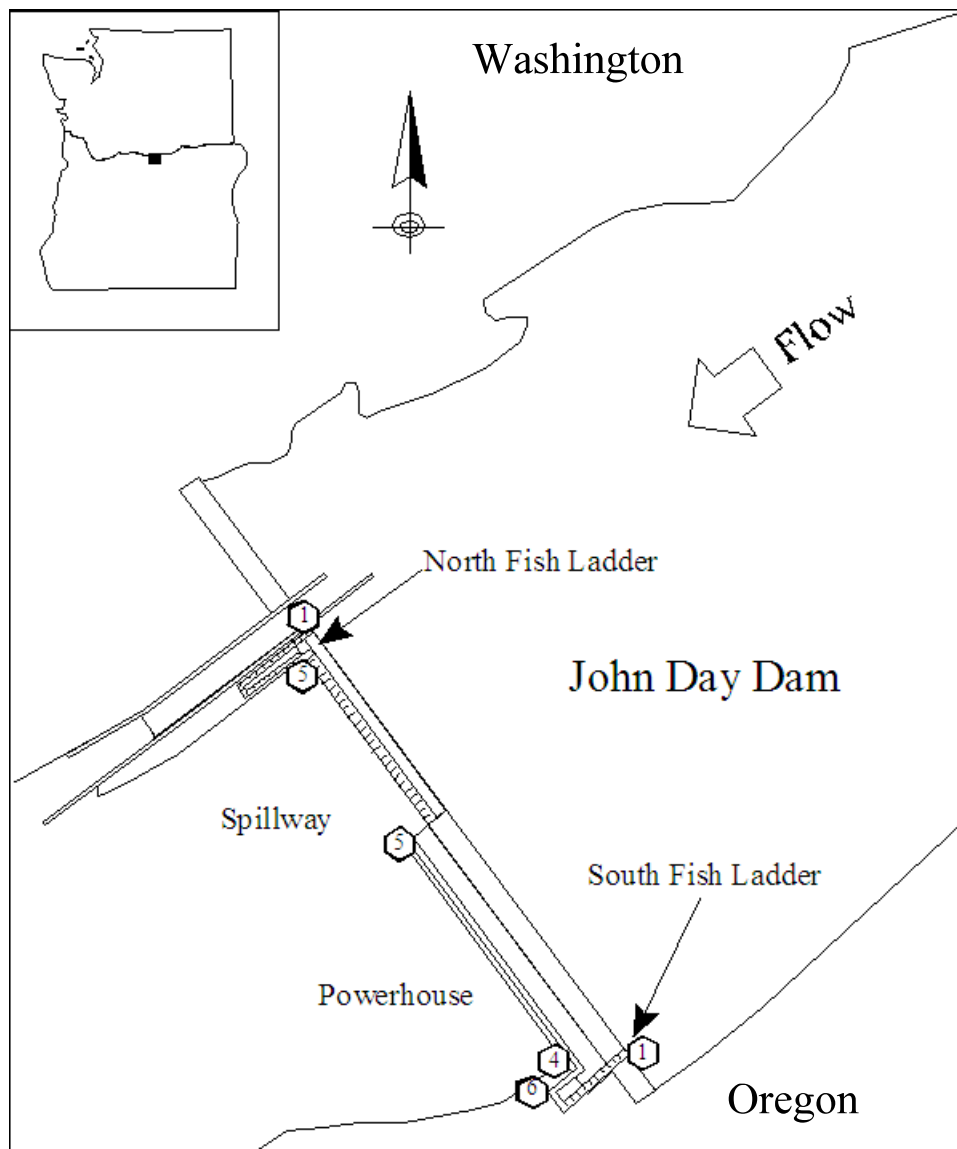 Washington
Flow
North Fish Ladder
1
5
John Day Dam
Spillway
5
South Fish Ladder
Powerhouse
4
1
6
Oregon